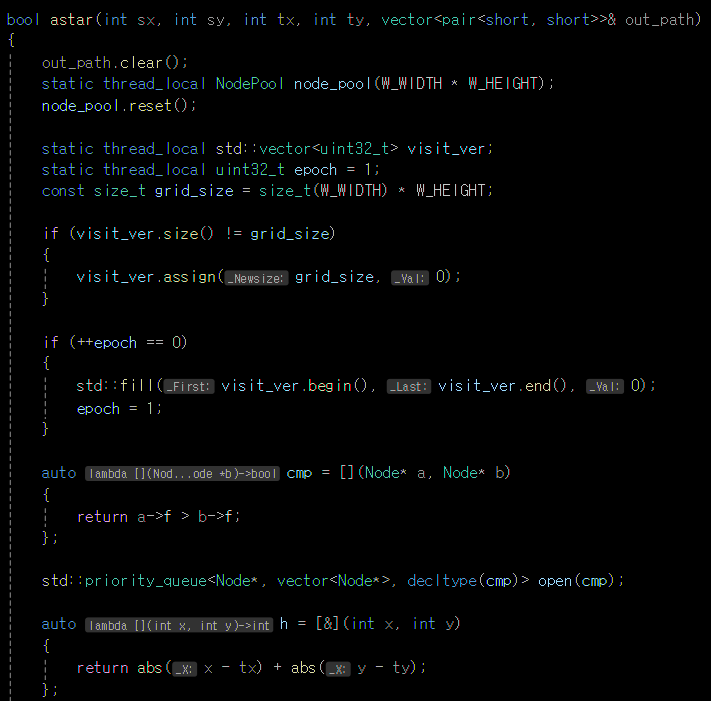 bool astar(int sx, int sy, int tx, int ty, vector<pair<short, short>>& out_path)
{
out_path.clear();
static thread_local NodePool node_pool(W_WIDTH * W_HEIGHT);
node_pool.reset();
static thread_local std::vector<uint32_t> visit_ver;
static thread_local uint32_t epoch = 1;
const size_t grid_size = size_t(W_WIDTH) * W_HEIGHT;
if (visit_ver.size() != grid_size)
{
visit_ver.assign(_Newsize: grid_size, _Val: 0);
}
if (++epoch == 0)
{
std::fill(_First: visit_ver.begin(), _Last: visit_ver.end(), _Val: 0);
epoch = 1;
}
auto lambda [](Nod...ode *b)->bool cmp = [](Node* a, Node* b)
{
return a->f > b->f;
};
std::priority_queue<Node*, vector<Node*>, decltype(cmp)> open(cmp);
auto lambda [](int x, int y)->int h = [&](int x, int y)
{
return abs(_X: x - tx) + abs(_X: y - ty);
};